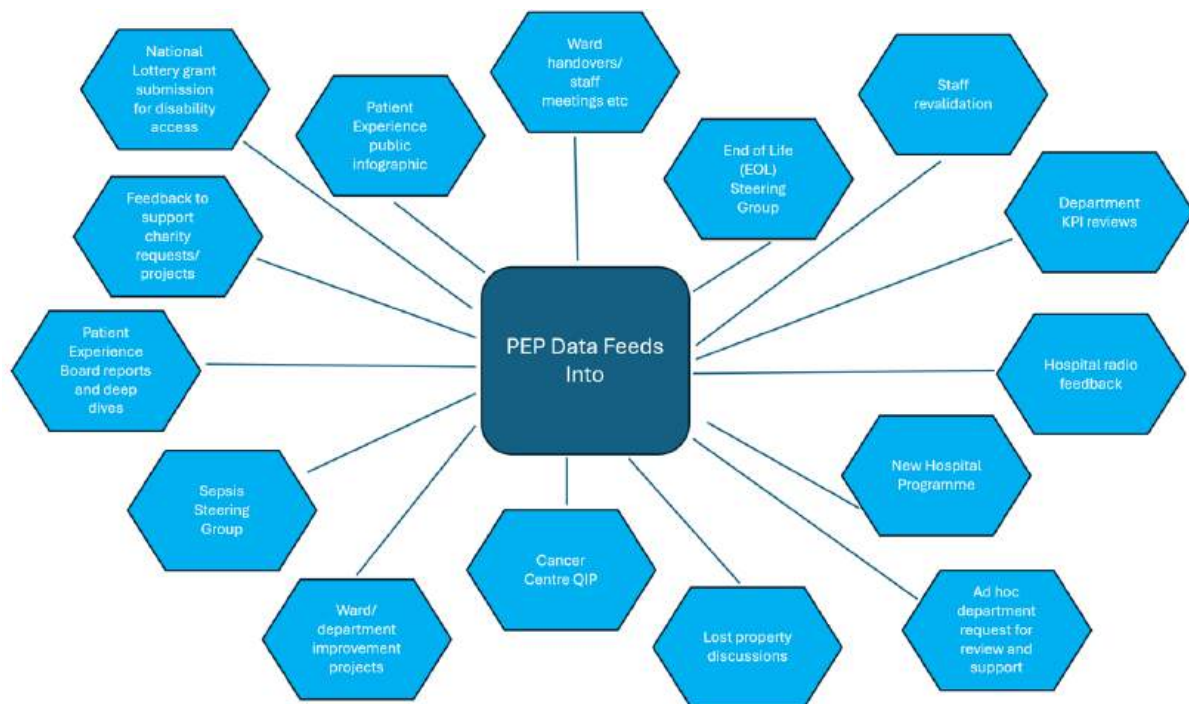 National
Lottery grant
submission
for disability
access
Patient
Experience
public
infographic
Ward
handovers/
staff
meetings etc
End of Life
(EOL)
Steering
Group
Staff
revalidation
Feedback to
support
charity
requests/
projects
Department
KPI reviews
Patient
Experience
Board reports
and deep
dives
PEP Data Feeds
Into
Hospital radio
feedback
Sepsis
Steering
Group
New Hospital
Programme
Ward/
department
improvement
projects
Cancer
Centre QIP
Lost property
discussions
Ad hoc
department
request for
review and
support